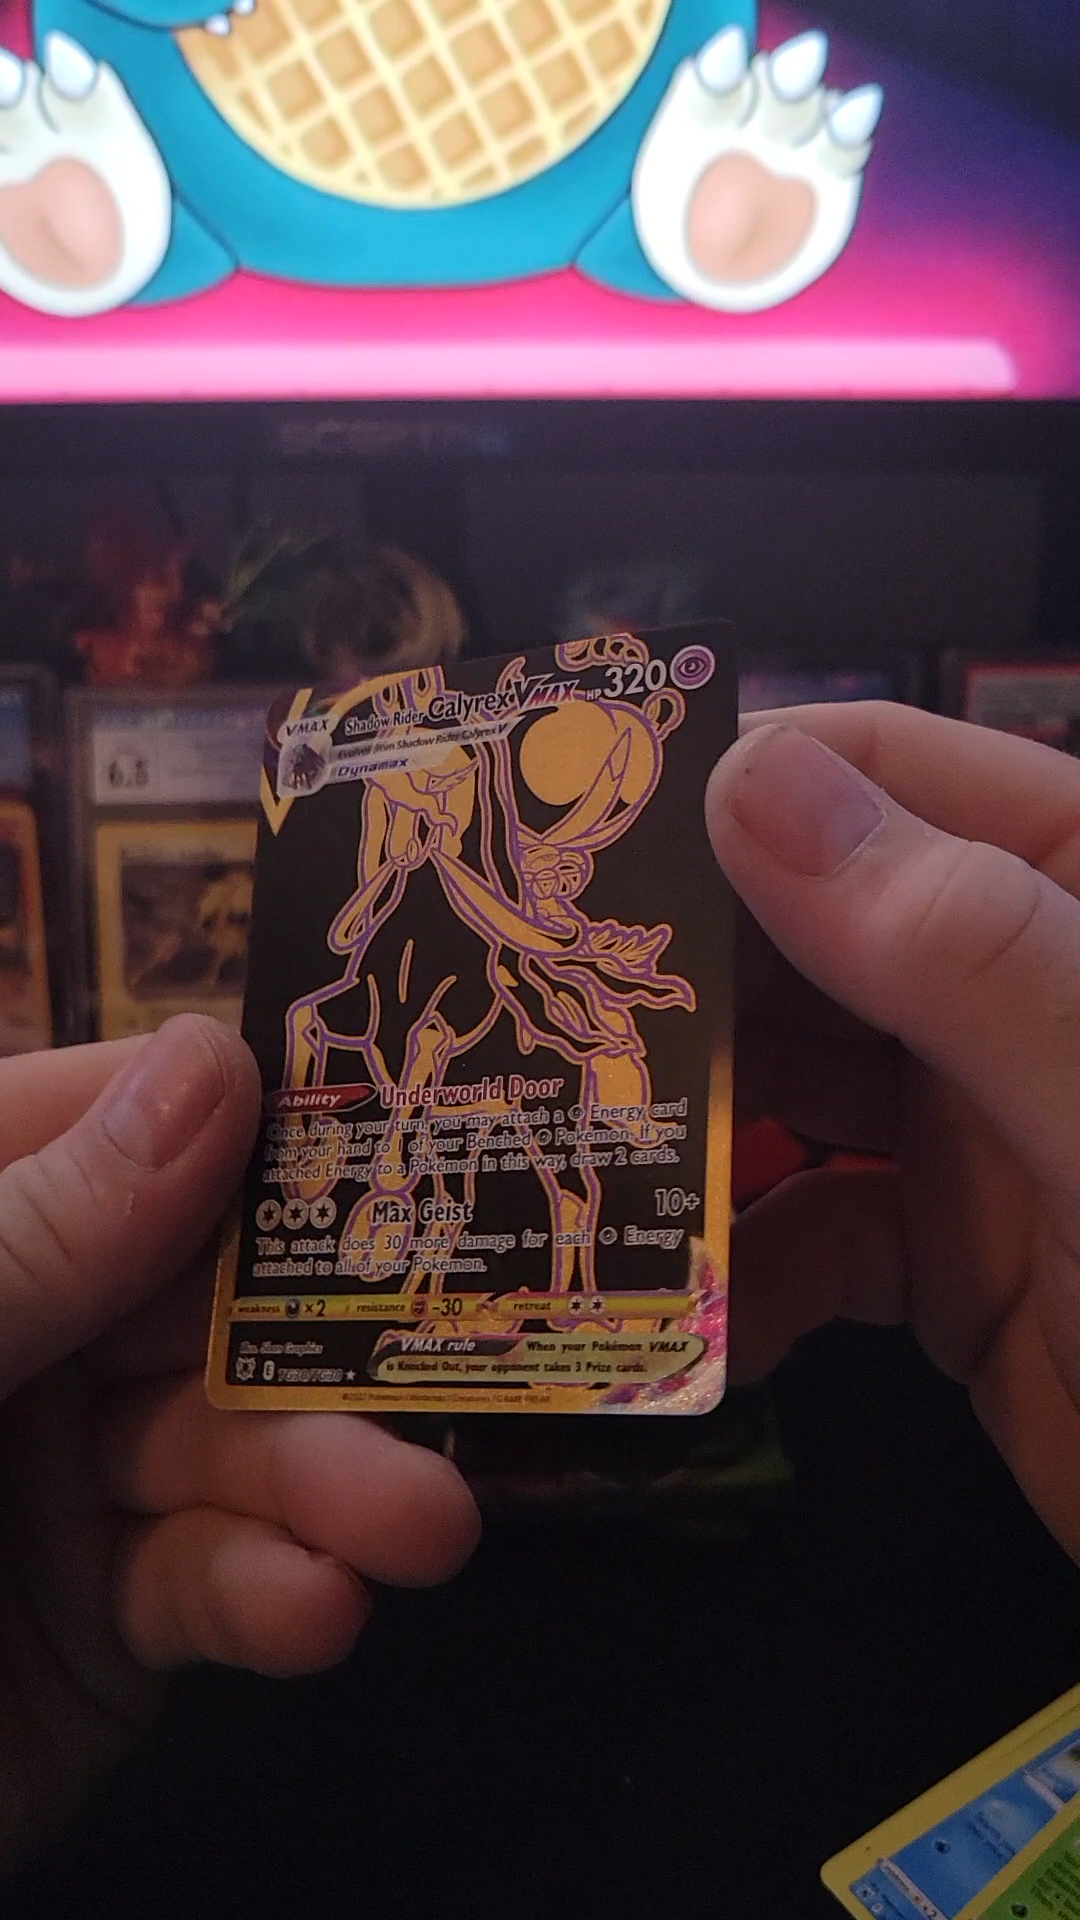 6.5
VMAX Shadow Rider Calyrex VMAX HP 320
Evolves from Shadow Rider Calyrex V
Dynamax
Ability Underworld Door
Once during your turn, you may attach a Energy card
from your hand to 1 of your Benched Pokémon. If you
attached Energy to a Pokémon in this way, draw 2 cards.
Max Geist 10+
This attack does 30 more damage for each Energy
attached to all of your Pokémon.
weakness ×2 resistance -30 retreat
VMAX rule When your Pokémon VMAX
is Knocked Out, your opponent takes 3 Prize cards.
E TG30/TG30